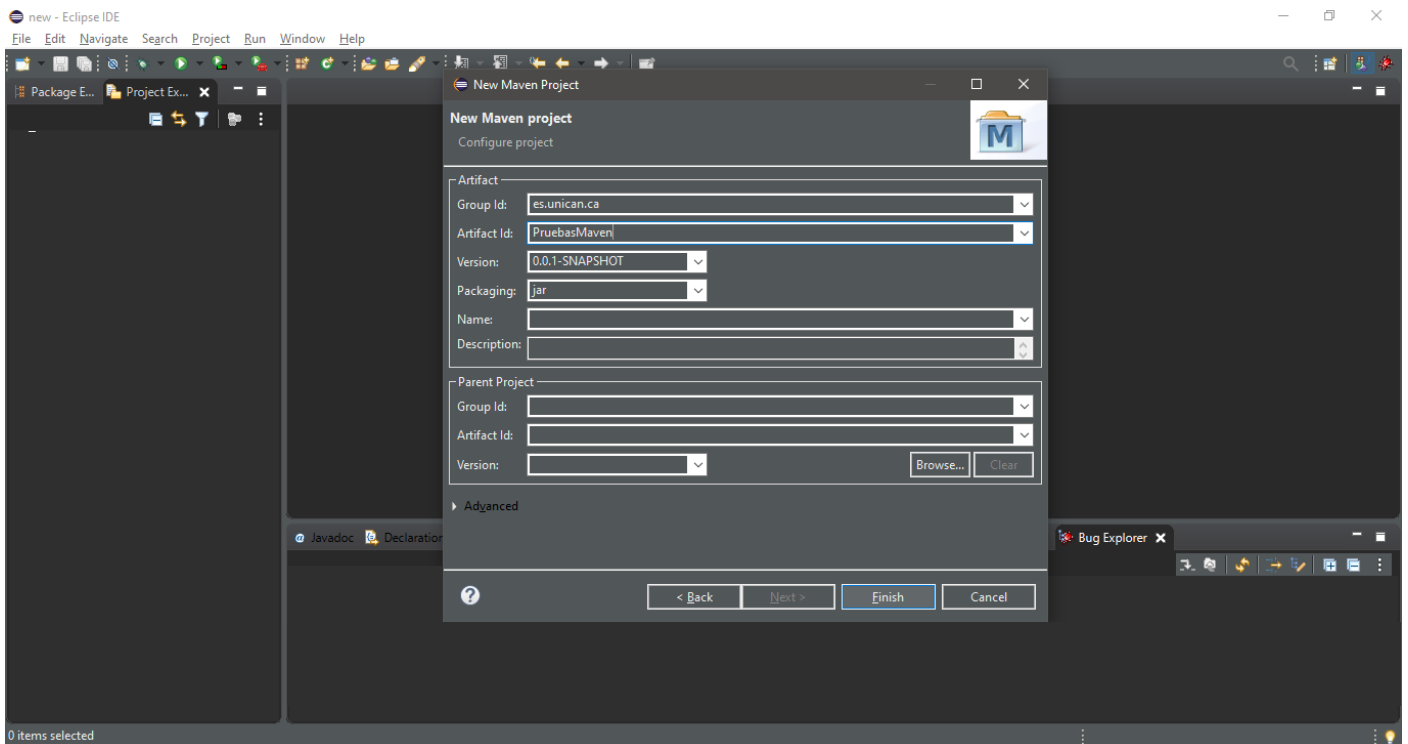 new - Eclipse IDE
File Edit Navigate Search Project Run Window Help
Package E... Project Ex...
New Maven Project
New Maven project
Configure project
M
Artifact
Group Id: es.unican.ca
Artifact Id: PruebasMaven
Version: 0.0.1-SNAPSHOT
Packaging: jar
Name:
Description:
Parent Project
Group Id:
Artifact Id:
Version: Browse... Clear
Advanced
@ Javadoc Declaration Bug Explorer
? < Back Next > Finish Cancel
0 items selected